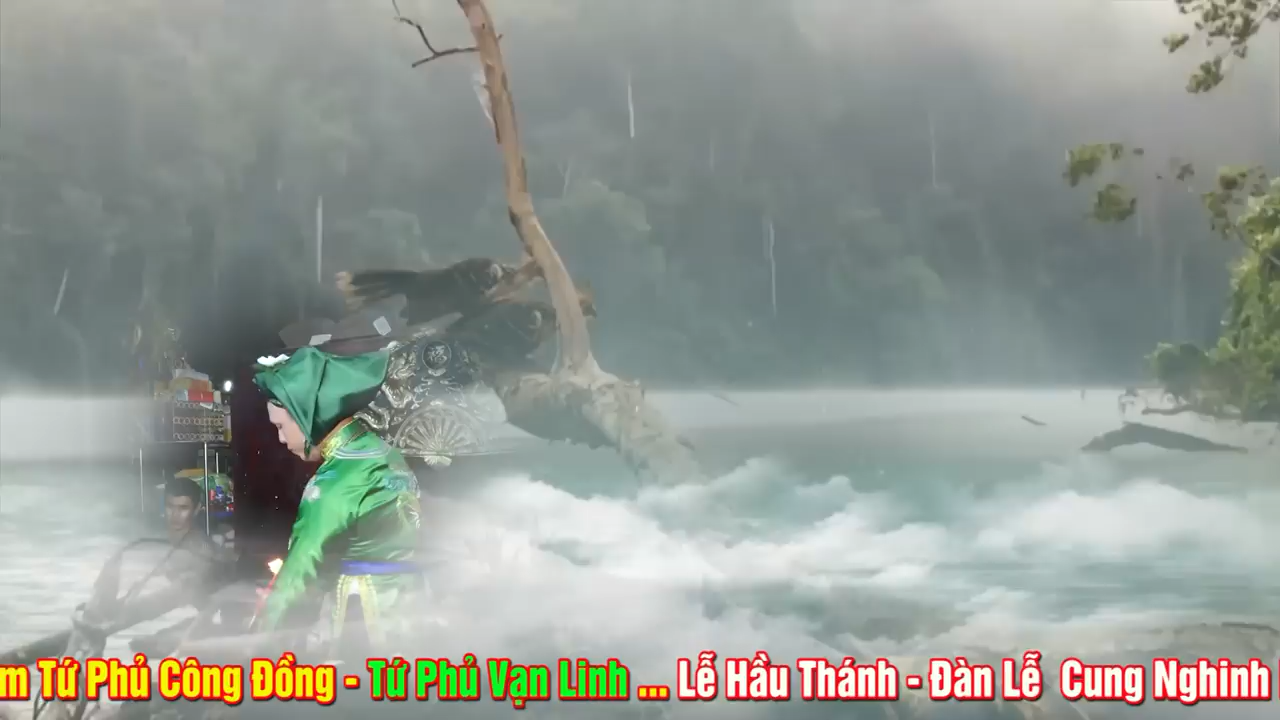 m Tứ Phủ Công Đồng - Tứ Phủ Vạn Linh ... Lễ Hầu Thánh - Đàn Lễ Cung Nghinh